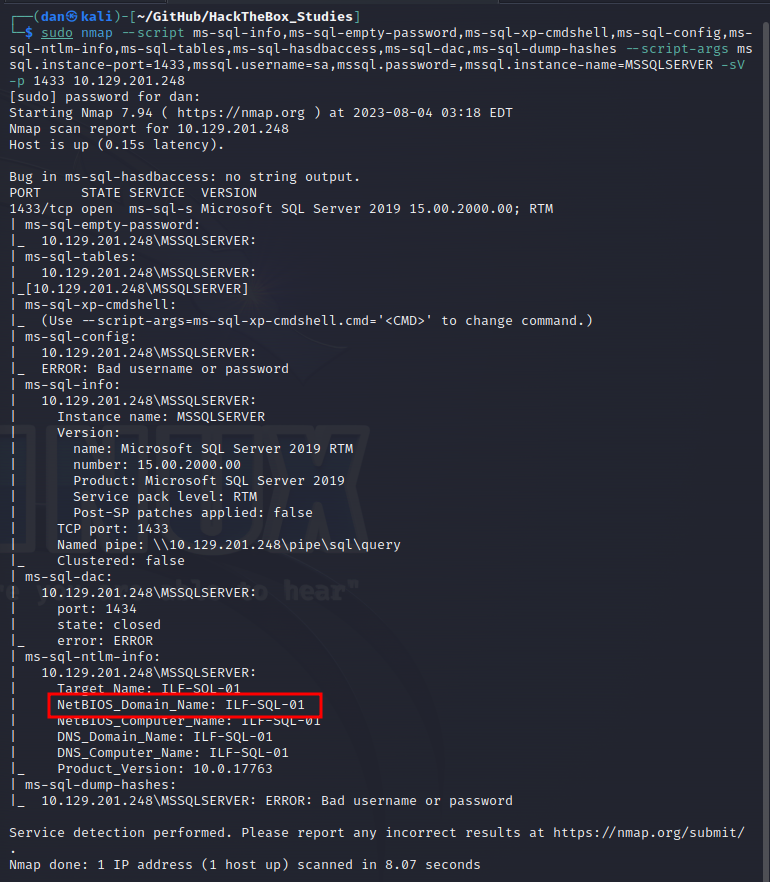 ┌──(dan㉿kali)-[~/GitHub/HackTheBox_Studies]
└─$ sudo nmap --script ms-sql-info,ms-sql-empty-password,ms-sql-xp-cmdshell,ms-sql-config,ms-
sql-ntlm-info,ms-sql-tables,ms-sql-hasdbaccess,ms-sql-dac,ms-sql-dump-hashes --script-args ms
sql.instance-port=1433,mssql.username=sa,mssql.password=,mssql.instance-name=MSSQLSERVER -sV
-p 1433 10.129.201.248
[sudo] password for dan:
Starting Nmap 7.94 ( https://nmap.org ) at 2023-08-04 03:18 EDT
Nmap scan report for 10.129.201.248
Host is up (0.15s latency).

Bug in ms-sql-hasdbaccess: no string output.
PORT     STATE SERVICE  VERSION
1433/tcp open  ms-sql-s Microsoft SQL Server 2019 15.00.2000.00; RTM
| ms-sql-empty-password:
|_  10.129.201.248\MSSQLSERVER:
| ms-sql-tables:
|   10.129.201.248\MSSQLSERVER:
|_[10.129.201.248\MSSQLSERVER]
| ms-sql-xp-cmdshell:
|_  (Use --script-args=ms-sql-xp-cmdshell.cmd='<CMD>' to change command.)
| ms-sql-config:
|   10.129.201.248\MSSQLSERVER:
|_  ERROR: Bad username or password
| ms-sql-info:
|   10.129.201.248\MSSQLSERVER:
|     Instance name: MSSQLSERVER
|     Version:
|       name: Microsoft SQL Server 2019 RTM
|       number: 15.00.2000.00
|       Product: Microsoft SQL Server 2019
|       Service pack level: RTM
|       Post-SP patches applied: false
|     TCP port: 1433
|     Named pipe: \\10.129.201.248\pipe\sql\query
|_    Clustered: false
| ms-sql-dac:
|   10.129.201.248\MSSQLSERVER:
|     port: 1434
|     state: closed
|_    error: ERROR
| ms-sql-ntlm-info:
|   10.129.201.248\MSSQLSERVER:
|     Target_Name: ILF-SQL-01
|     NetBIOS_Domain_Name: ILF-SQL-01
|     NetBIOS_Computer_Name: ILF-SQL-01
|     DNS_Domain_Name: ILF-SQL-01
|     DNS_Computer_Name: ILF-SQL-01
|_    Product_Version: 10.0.17763
| ms-sql-dump-hashes:
|_  10.129.201.248\MSSQLSERVER: ERROR: Bad username or password

Service detection performed. Please report any incorrect results at https://nmap.org/submit/
.
Nmap done: 1 IP address (1 host up) scanned in 8.07 seconds